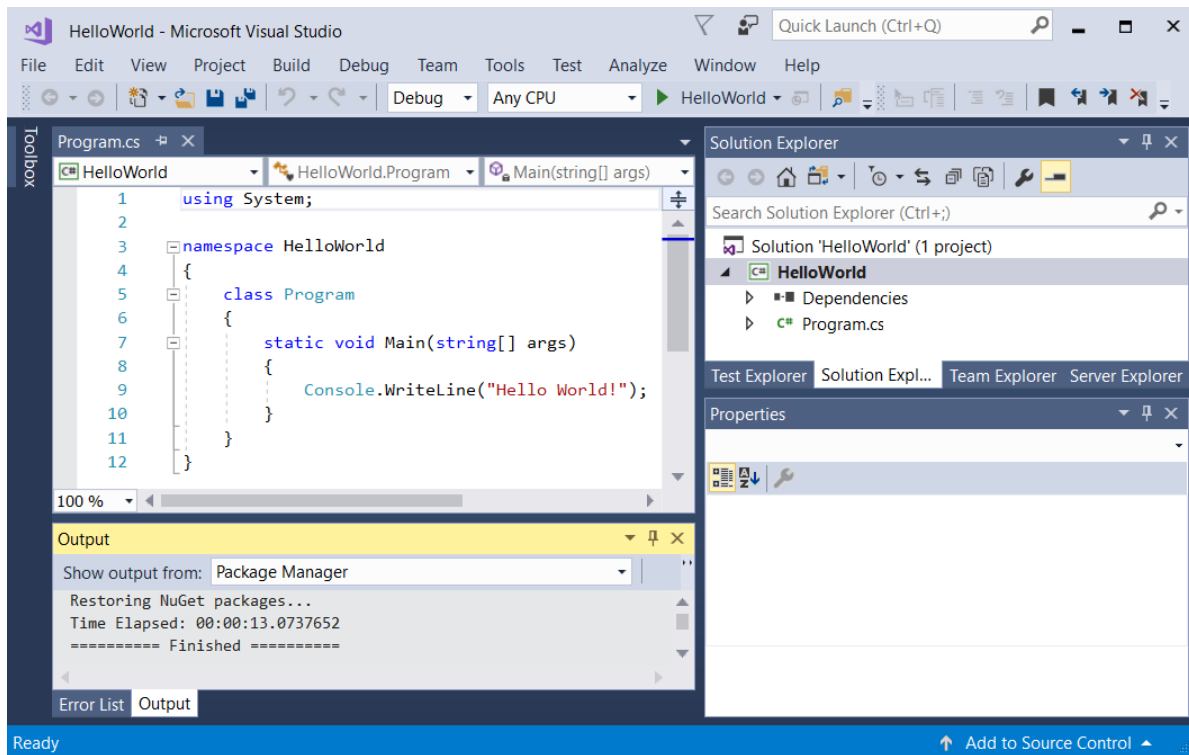 HelloWorld - Microsoft Visual Studio
Quick Launch (Ctrl+Q)
File Edit View Project Build Debug Team Tools Test Analyze Window Help
Debug Any CPU HelloWorld
Toolbox
Program.cs
C# HelloWorld HelloWorld.Program Main(string[] args)
1 using System;
2
3 namespace HelloWorld
4 {
5 class Program
6 {
7 static void Main(string[] args)
8 {
9 Console.WriteLine("Hello World!");
10 }
11 }
12 }
100 %
Output
Show output from: Package Manager
Restoring NuGet packages...
Time Elapsed: 00:00:13.0737652
========== Finished ==========
Error List Output
Solution Explorer
Search Solution Explorer (Ctrl+;)
Solution 'HelloWorld' (1 project)
C# HelloWorld
Dependencies
C# Program.cs
Test Explorer Solution Expl... Team Explorer Server Explorer
Properties
Ready
Add to Source Control